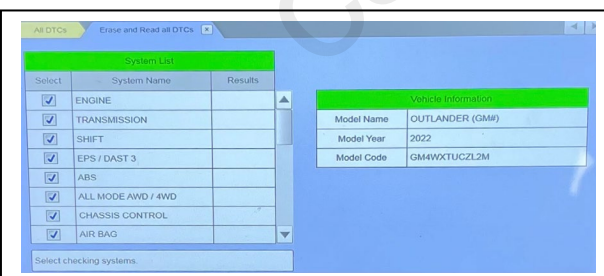 All DTCs Erase and Read all DTCs
System List
Select System Name Results
ENGINE
TRANSMISSION
SHIFT
EPS / DAST 3
ABS
ALL MODE AWD / 4WD
CHASSIS CONTROL
AIR BAG
Select checking systems.
Vehicle Information
Model Name OUTLANDER (GM#)
Model Year 2022
Model Code GM4WXTUCZL2M